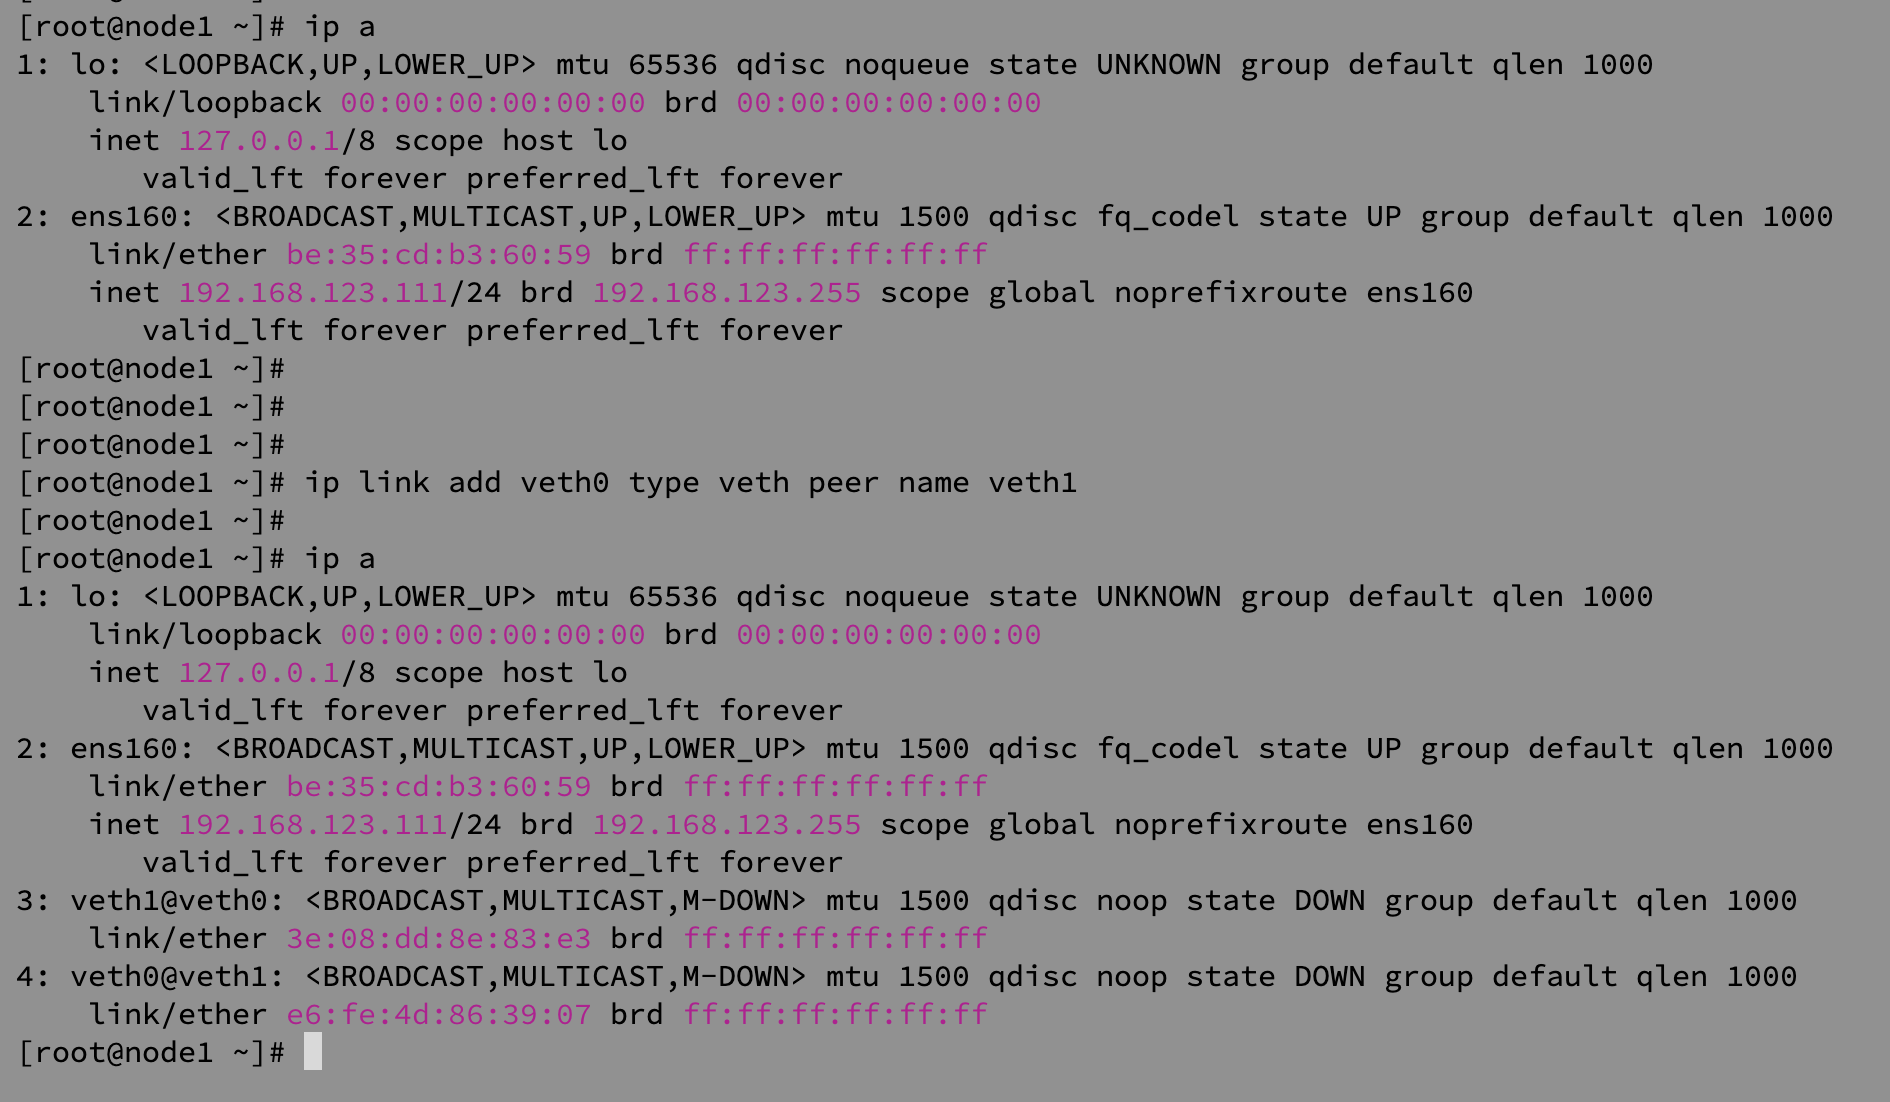 [root@node1 ~]# ip a
1: lo: <LOOPBACK,UP,LOWER_UP> mtu 65536 qdisc noqueue state UNKNOWN group default qlen 1000
    link/loopback 00:00:00:00:00:00 brd 00:00:00:00:00:00
    inet 127.0.0.1/8 scope host lo
       valid_lft forever preferred_lft forever
2: ens160: <BROADCAST,MULTICAST,UP,LOWER_UP> mtu 1500 qdisc fq_codel state UP group default qlen 1000
    link/ether be:35:cd:b3:60:59 brd ff:ff:ff:ff:ff:ff
    inet 192.168.123.111/24 brd 192.168.123.255 scope global noprefixroute ens160
       valid_lft forever preferred_lft forever
[root@node1 ~]#
[root@node1 ~]#
[root@node1 ~]#
[root@node1 ~]# ip link add veth0 type veth peer name veth1
[root@node1 ~]#
[root@node1 ~]# ip a
1: lo: <LOOPBACK,UP,LOWER_UP> mtu 65536 qdisc noqueue state UNKNOWN group default qlen 1000
    link/loopback 00:00:00:00:00:00 brd 00:00:00:00:00:00
    inet 127.0.0.1/8 scope host lo
       valid_lft forever preferred_lft forever
2: ens160: <BROADCAST,MULTICAST,UP,LOWER_UP> mtu 1500 qdisc fq_codel state UP group default qlen 1000
    link/ether be:35:cd:b3:60:59 brd ff:ff:ff:ff:ff:ff
    inet 192.168.123.111/24 brd 192.168.123.255 scope global noprefixroute ens160
       valid_lft forever preferred_lft forever
3: veth1@veth0: <BROADCAST,MULTICAST,M-DOWN> mtu 1500 qdisc noop state DOWN group default qlen 1000
    link/ether 3e:08:dd:8e:83:e3 brd ff:ff:ff:ff:ff:ff
4: veth0@veth1: <BROADCAST,MULTICAST,M-DOWN> mtu 1500 qdisc noop state DOWN group default qlen 1000
    link/ether e6:fe:4d:86:39:07 brd ff:ff:ff:ff:ff:ff
[root@node1 ~]#